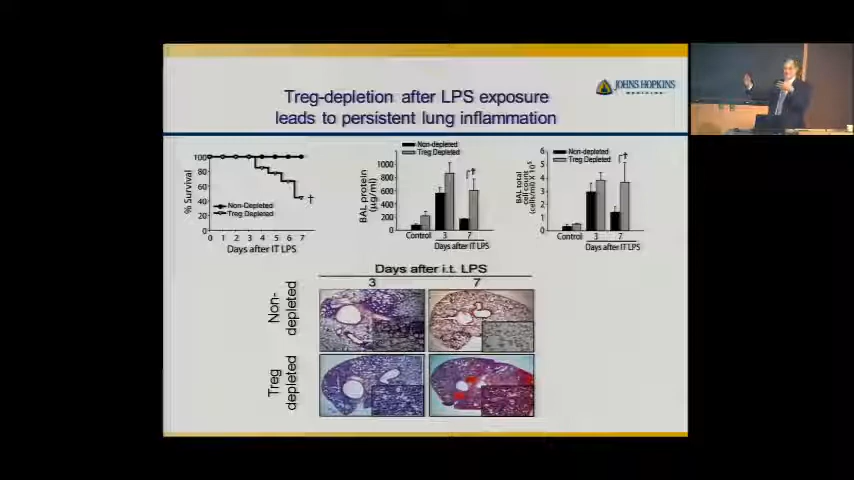 Treg-depletion after LPS exposure
leads to persistent lung inflammation
JOHNS HOPKINS
MEDICINE
% Survival
100
80
60
40
20
0
Non-Depleted
Treg Depleted
†
0 1 2 3 4 5 6 7
Days after IT LPS
Non-depleted
Treg Depleted
BAL protein
(µg/ml)
1000
800
600
400
200
0
†
Control 3 7
Days after IT LPS
Non-depleted
Treg Depleted
BAL total
cell count
(cells/ml) x 10⁵
6
5
4
3
2
1
0
†
Control 3 7
Days after IT LPS
Days after i.t. LPS
3 7
Non-
depleted
Treg
depleted